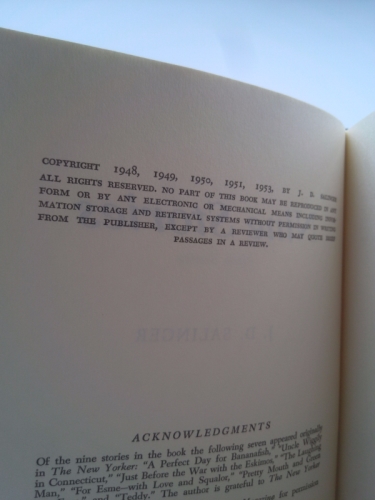 COPYRIGHT 1948, 1949, 1950, 1951, 1953, BY J. D. SALINGER
ALL RIGHTS RESERVED. NO PART OF THIS BOOK MAY BE REPRODUCED IN ANY
FORM OR BY ANY ELECTRONIC OR MECHANICAL MEANS INCLUDING INFOR-
MATION STORAGE AND RETRIEVAL SYSTEMS WITHOUT PERMISSION IN WRITING
FROM THE PUBLISHER, EXCEPT BY A REVIEWER WHO MAY QUOTE BRIEF
PASSAGES IN A REVIEW.
ACKNOWLEDGMENTS
Of the nine stories in the book the following seven appeared originally
in The New Yorker: "A Perfect Day for Bananafish," "Uncle Wiggily
in Connecticut," "Just Before the War with the Eskimos," "The Laughing
Man," "For Esmé—with Love and Squalor," "Pretty Mouth and Green
and "Teddy." The author is grateful to The New Yorker